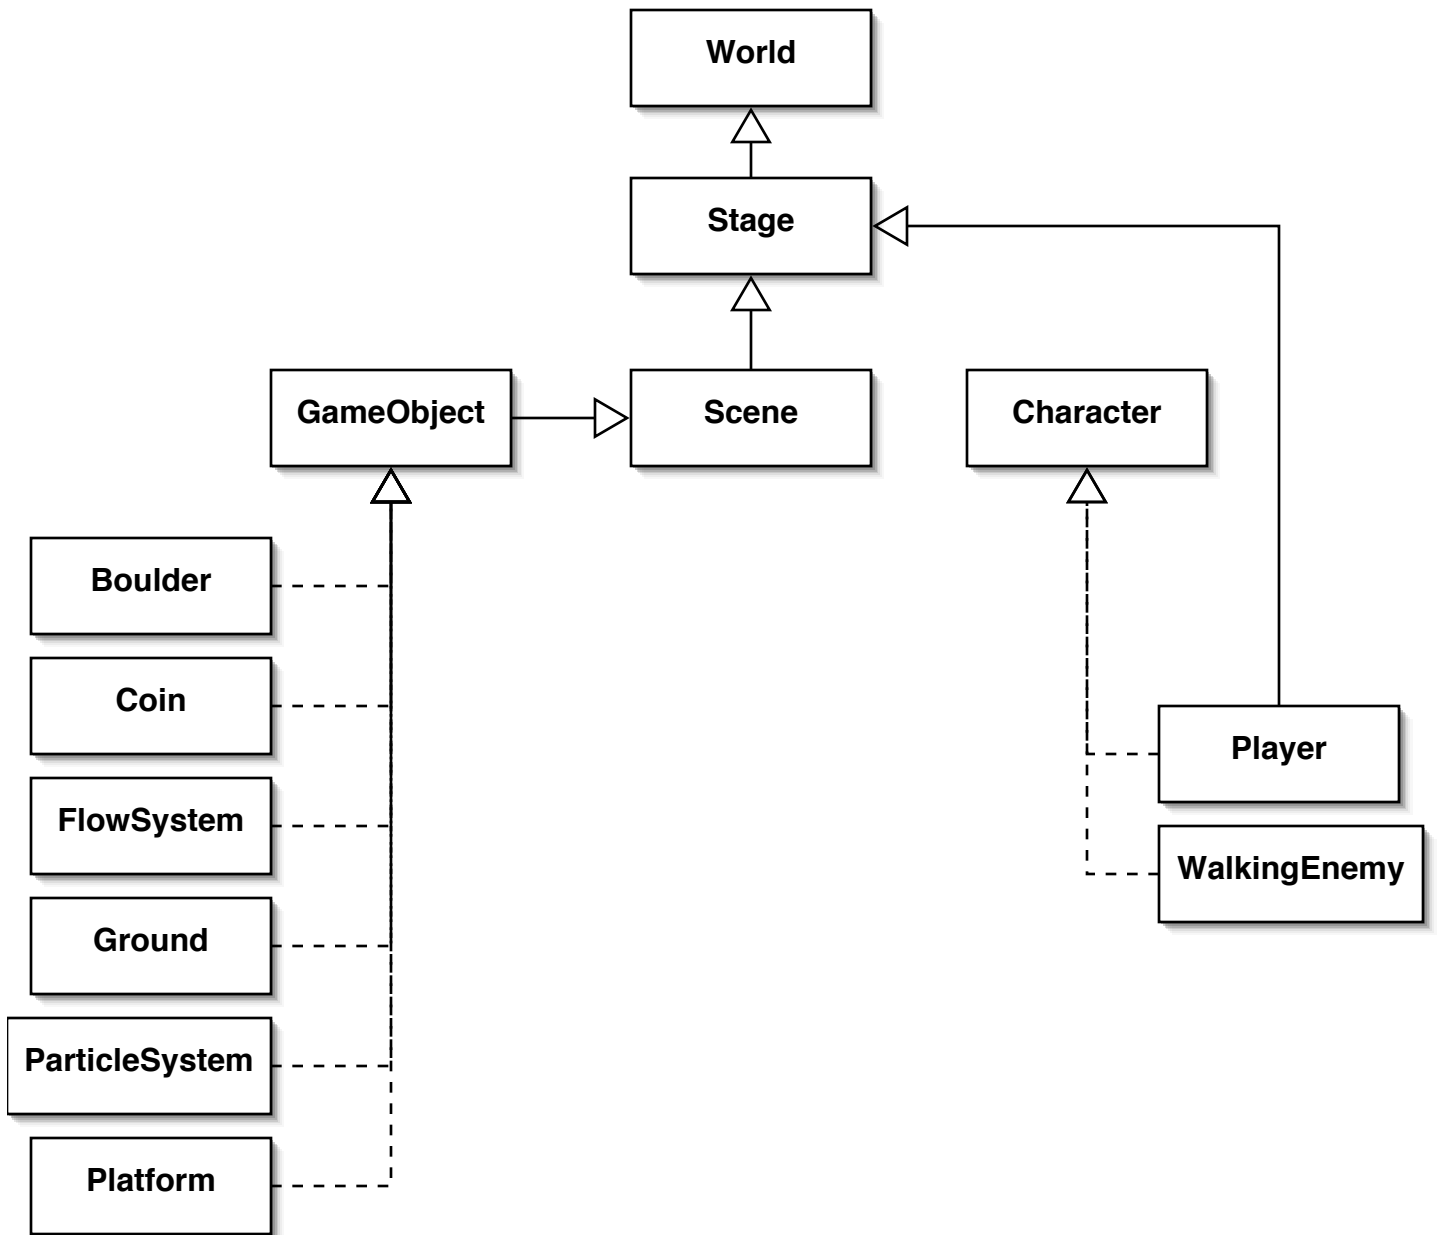 World
Stage
GameObject
Scene
Character
Boulder
Coin
Player
FlowSystem
WalkingEnemy
Ground
ParticleSystem
Platform